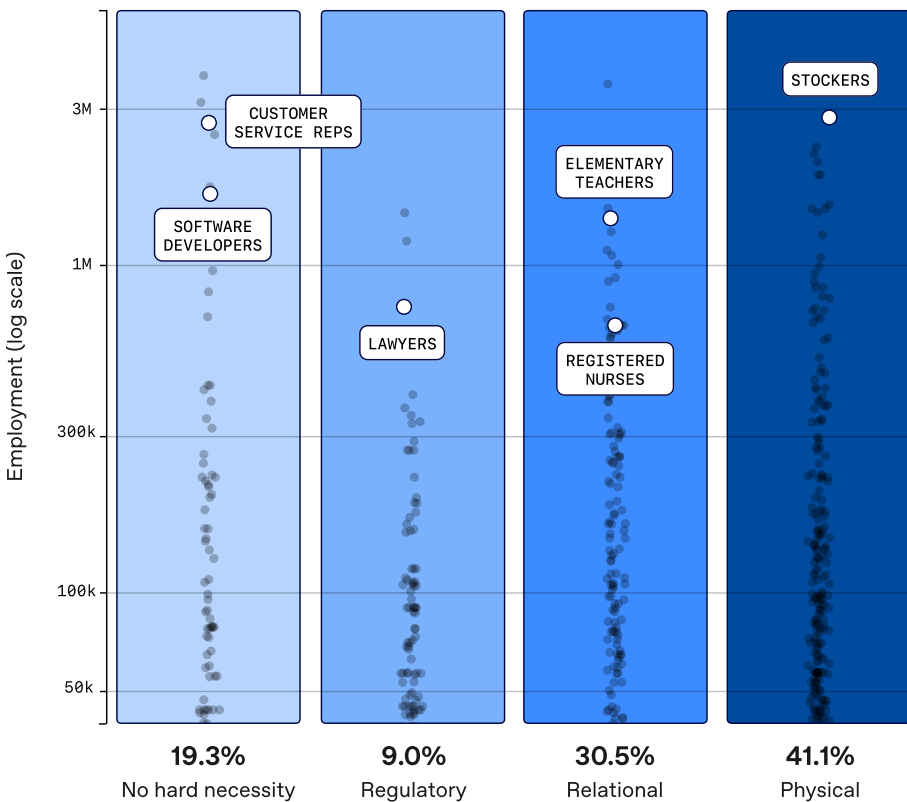 Employment (log scale)
3M
1M
300k
100k
50k
CUSTOMER
SERVICE REPS
SOFTWARE
DEVELOPERS
LAWYERS
ELEMENTARY
TEACHERS
REGISTERED
NURSES
STOCKERS
19.3%
No hard necessity
9.0%
Regulatory
30.5%
Relational
41.1%
Physical